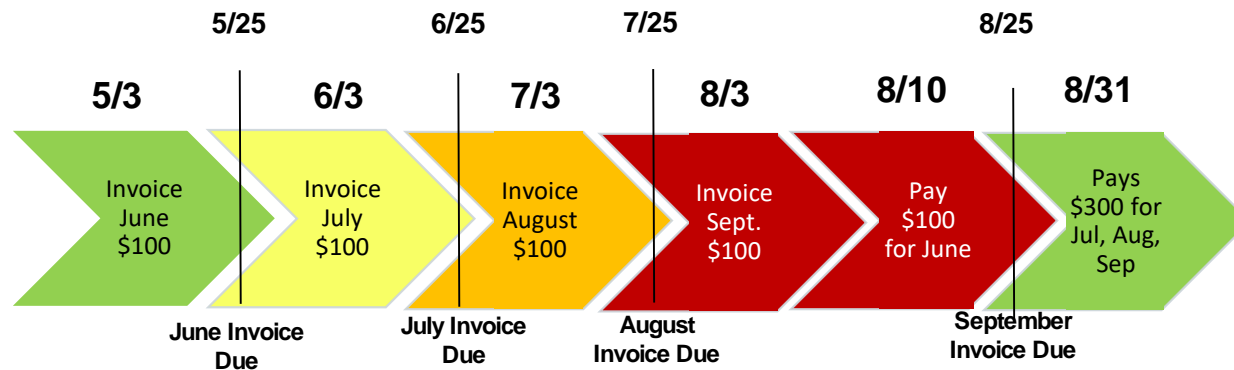 5/25
6/25
7/25
8/25
5/3
6/3
7/3
8/3
8/10
8/31
Invoice
June
$100
Invoice
July
$100
Invoice
August
$100
Invoice
Sept.
$100
Pay
$100
for June
Pays
$300 for
Jul, Aug,
Sep
June Invoice
Due
July Invoice
Due
August
Invoice Due
September
Invoice Due